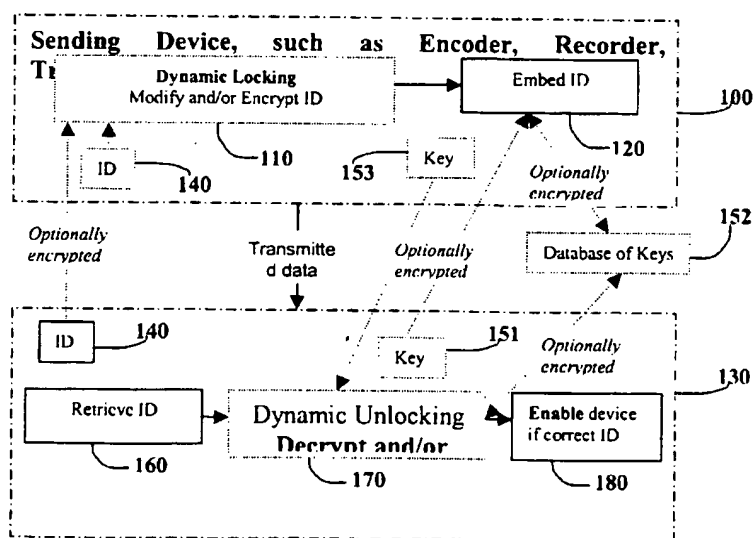 Sending Device, such as Encoder, Recorder,
Dynamic Locking
Modify and/or Encrypt ID
Embed ID
100
ID
140
110
153
Key
120
Optionally
encrypted
Optionally
encrypted
Transmitte
d data
Optionally
encrypted
Database of Keys
152
ID
140
Key
151
Optionally
encrypted
130
Retrieve ID
Dynamic Unlocking
Decrypt and/or
Enable device
if correct ID
160
170
180